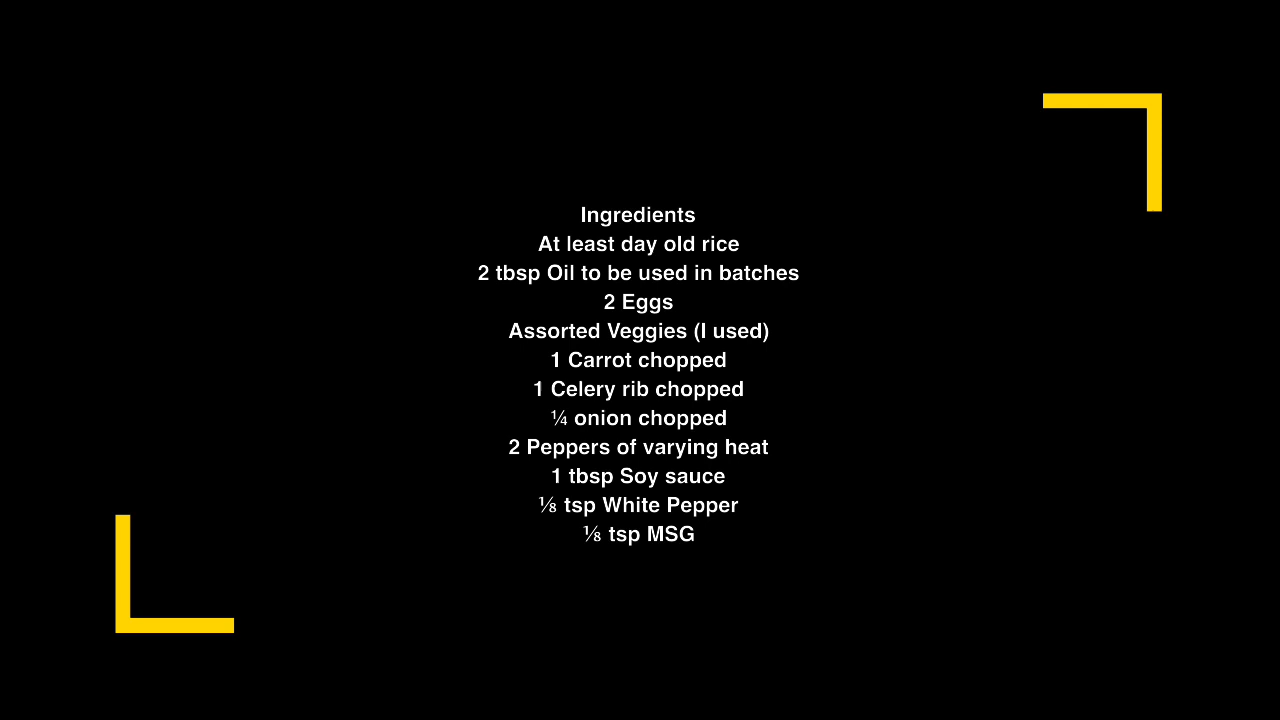 Ingredients
At least day old rice
2 tbsp Oil to be used in batches
2 Eggs
Assorted Veggies (I used)
1 Carrot chopped
1 Celery rib chopped
¼ onion chopped
2 Peppers of varying heat
1 tbsp Soy sauce
⅛ tsp White Pepper
⅛ tsp MSG